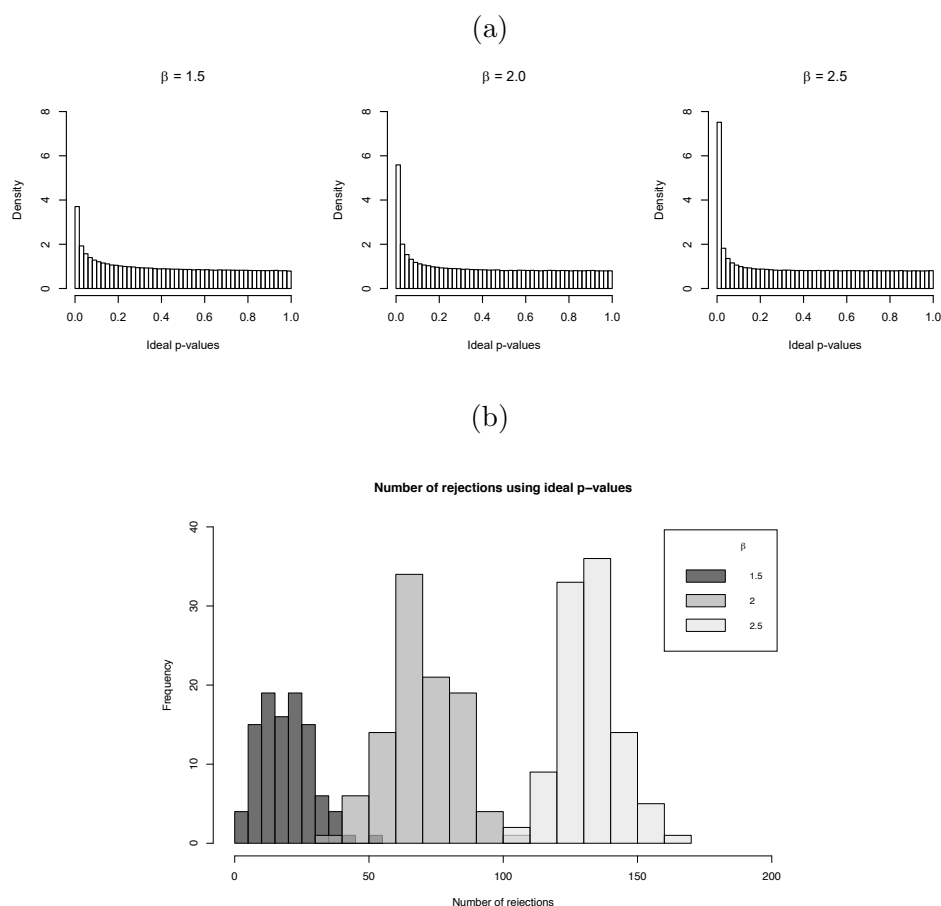 (a)
β = 1.5
β = 2.0
β = 2.5
Density
0 2 4 6 8
0.0 0.2 0.4 0.6 0.8 1.0
Ideal p-values
Density
0 2 4 6 8
0.0 0.2 0.4 0.6 0.8 1.0
Ideal p-values
Density
0 2 4 6 8
0.0 0.2 0.4 0.6 0.8 1.0
Ideal p-values
(b)
Number of rejections using ideal p−values
Frequency
0 10 20 30 40
β
1.5
2
2.5
0 50 100 150 200
Number of rejections